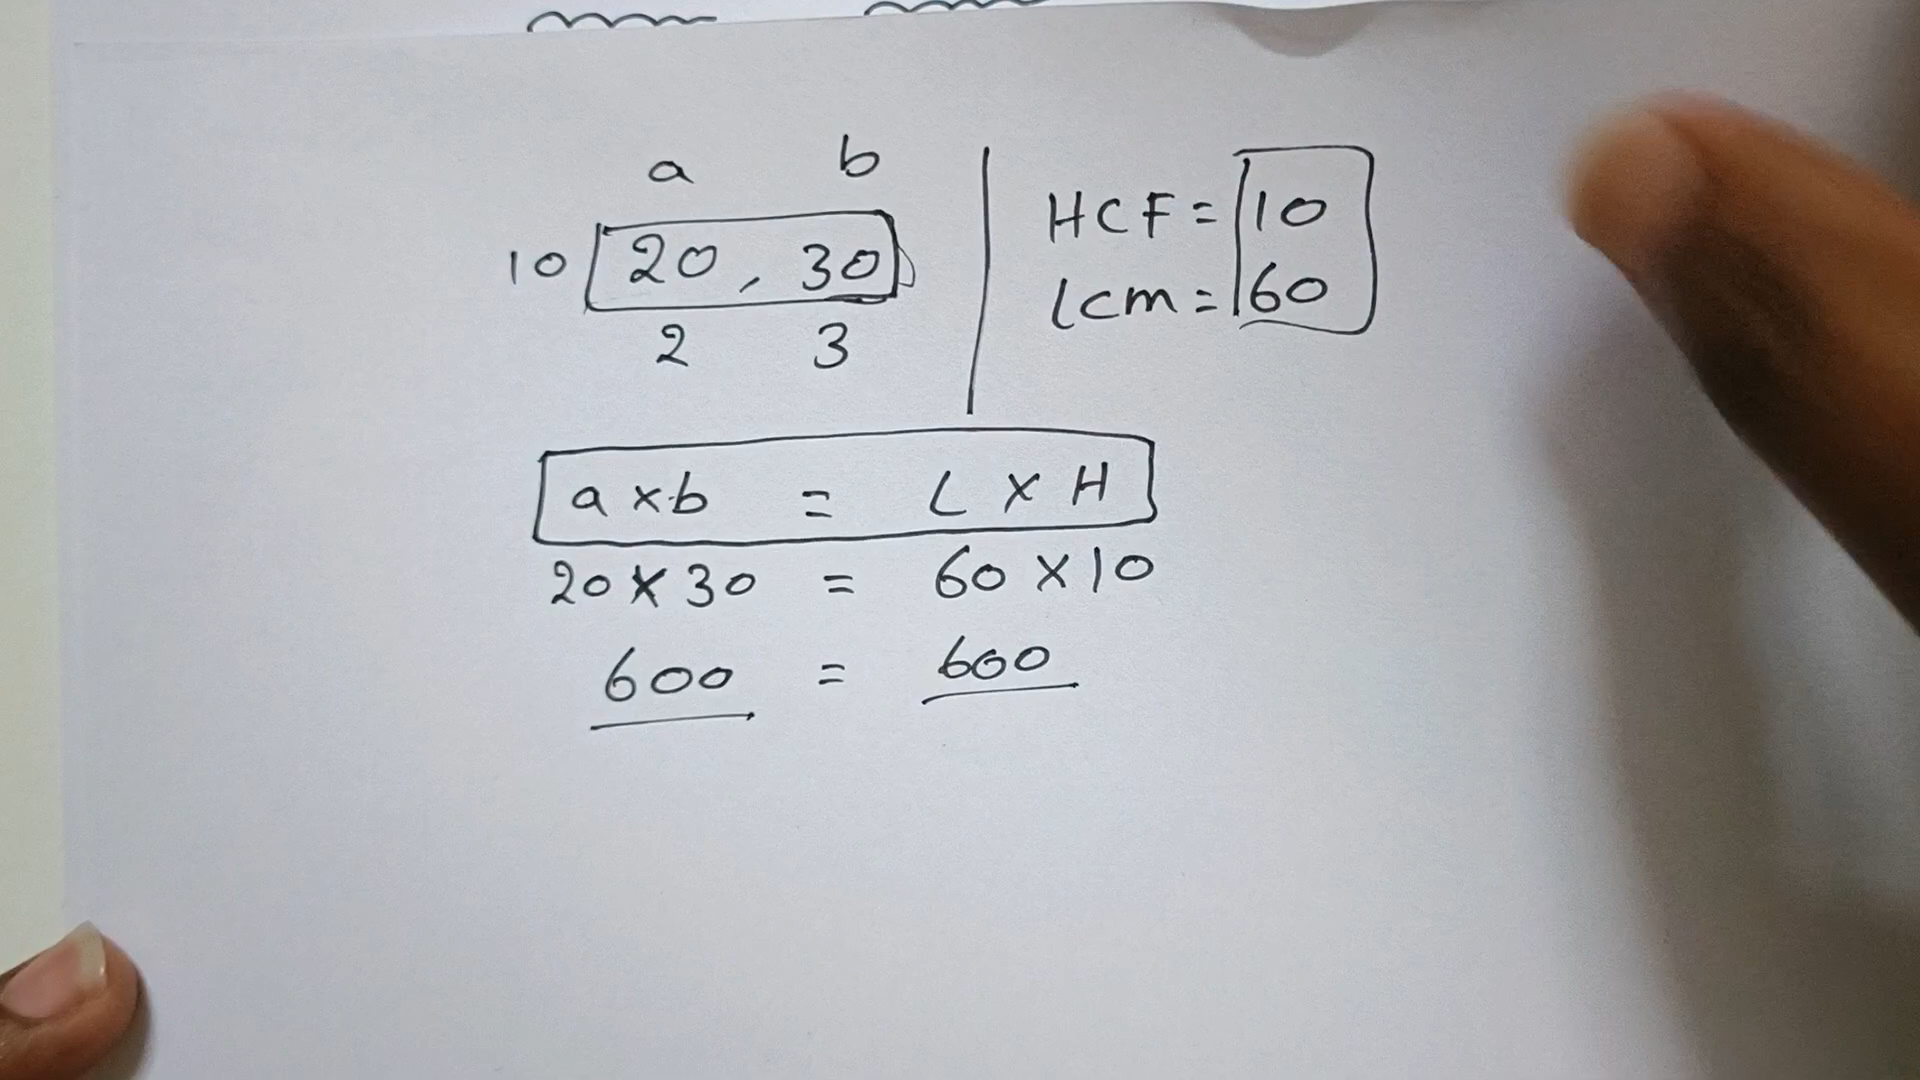 a b
10 20, 30
2 3
HCF = 10
LCM = 60
a × b = L × H
20 × 30 = 60 × 10
600 = 600